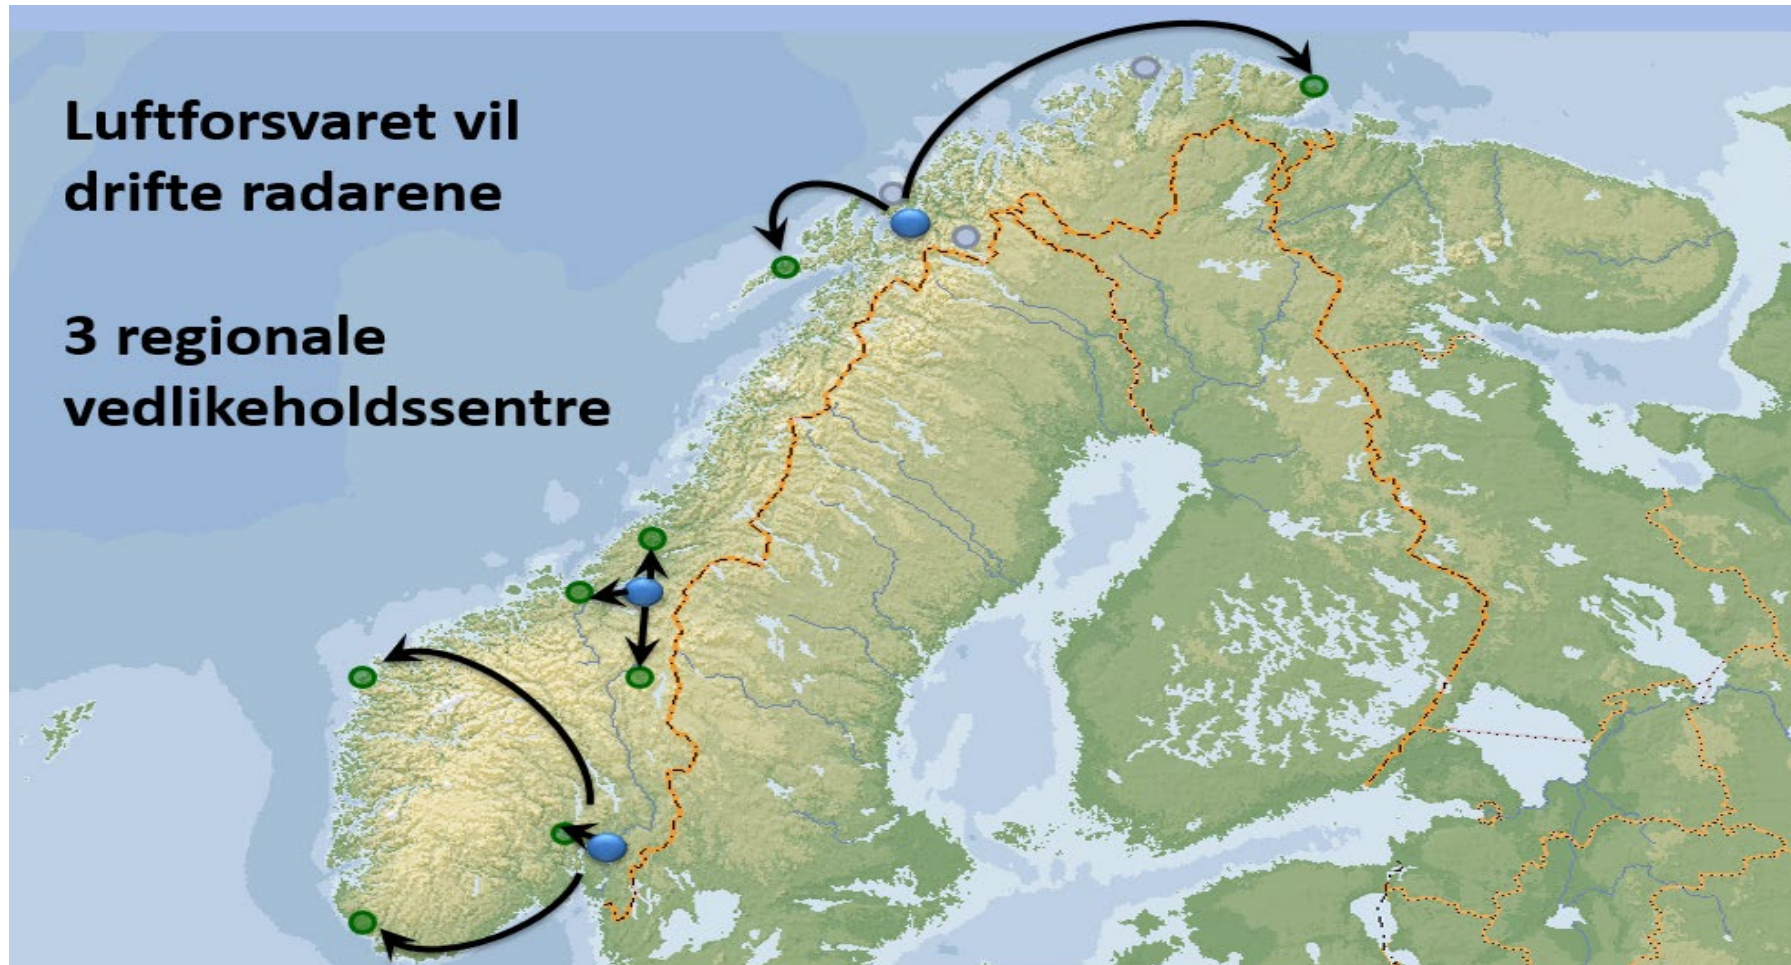 Luftforsvaret vil
drifte radarene
3 regionale
vedlikeholdssentre